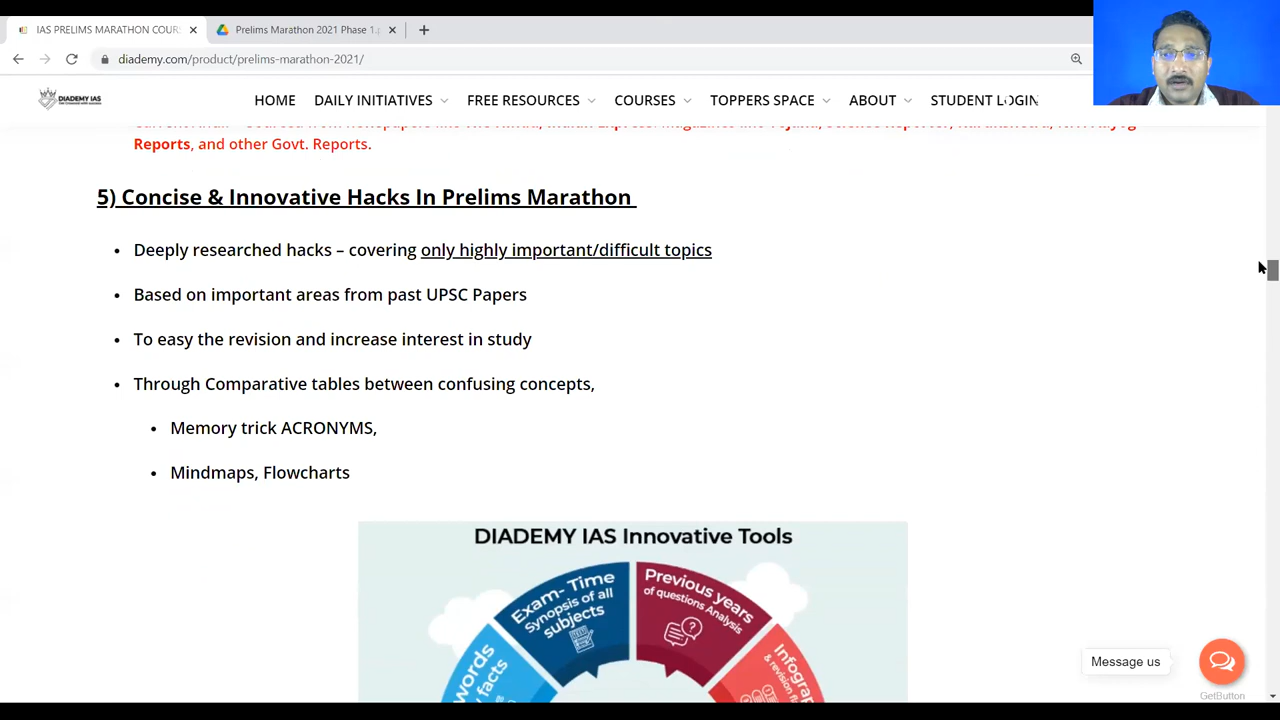 IAS PRELIMS MARATHON COUR
Prelims Marathon 2021 Phase 1.p
diademy.com/product/prelims-marathon-2021/
DIADEMY IAS
HOME DAILY INITIATIVES FREE RESOURCES COURSES TOPPERS SPACE ABOUT STUDENT LOGIN
Reports, and other Govt. Reports.
5) Concise & Innovative Hacks In Prelims Marathon
• Deeply researched hacks – covering only highly important/difficult topics
• Based on important areas from past UPSC Papers
• To easy the revision and increase interest in study
• Through Comparative tables between confusing concepts,
• Memory trick ACRONYMS,
• Mindmaps, Flowcharts
DIADEMY IAS Innovative Tools
Exam- Time
Synopsis of all
subjects
Previous years
of questions Analysis
words
facts
Infograp
& revision
Message us
GetButton